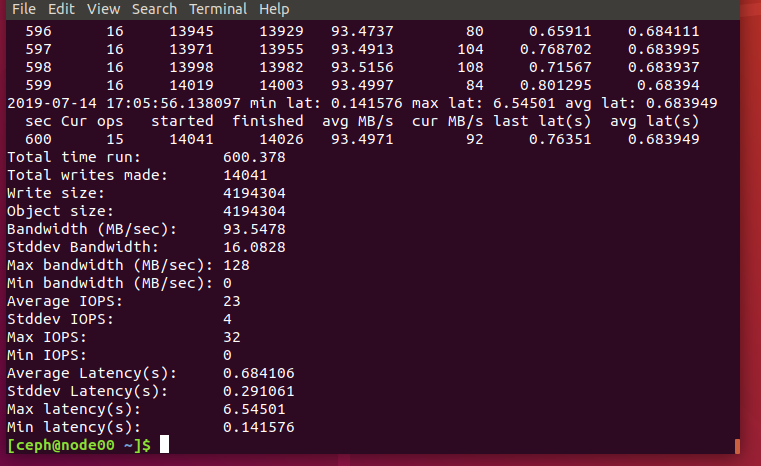 File Edit View Search Terminal Help
596 16 13945 13929 93.4737 80 0.65911 0.684111
597 16 13971 13955 93.4913 104 0.768702 0.683995
598 16 13998 13982 93.5156 108 0.71567 0.683937
599 16 14019 14003 93.4997 84 0.801295 0.68394
2019-07-14 17:05:56.138097 min lat: 0.141576 max lat: 6.54501 avg lat: 0.683949
sec Cur ops started finished avg MB/s cur MB/s last lat(s) avg lat(s)
600 15 14041 14026 93.4971 92 0.76351 0.683949
Total time run: 600.378
Total writes made: 14041
Write size: 4194304
Object size: 4194304
Bandwidth (MB/sec): 93.5478
Stddev Bandwidth: 16.0828
Max bandwidth (MB/sec): 128
Min bandwidth (MB/sec): 0
Average IOPS: 23
Stddev IOPS: 4
Max IOPS: 32
Min IOPS: 0
Average Latency(s): 0.684106
Stddev Latency(s): 0.291061
Max latency(s): 6.54501
Min latency(s): 0.141576
[ceph@node00 ~]$